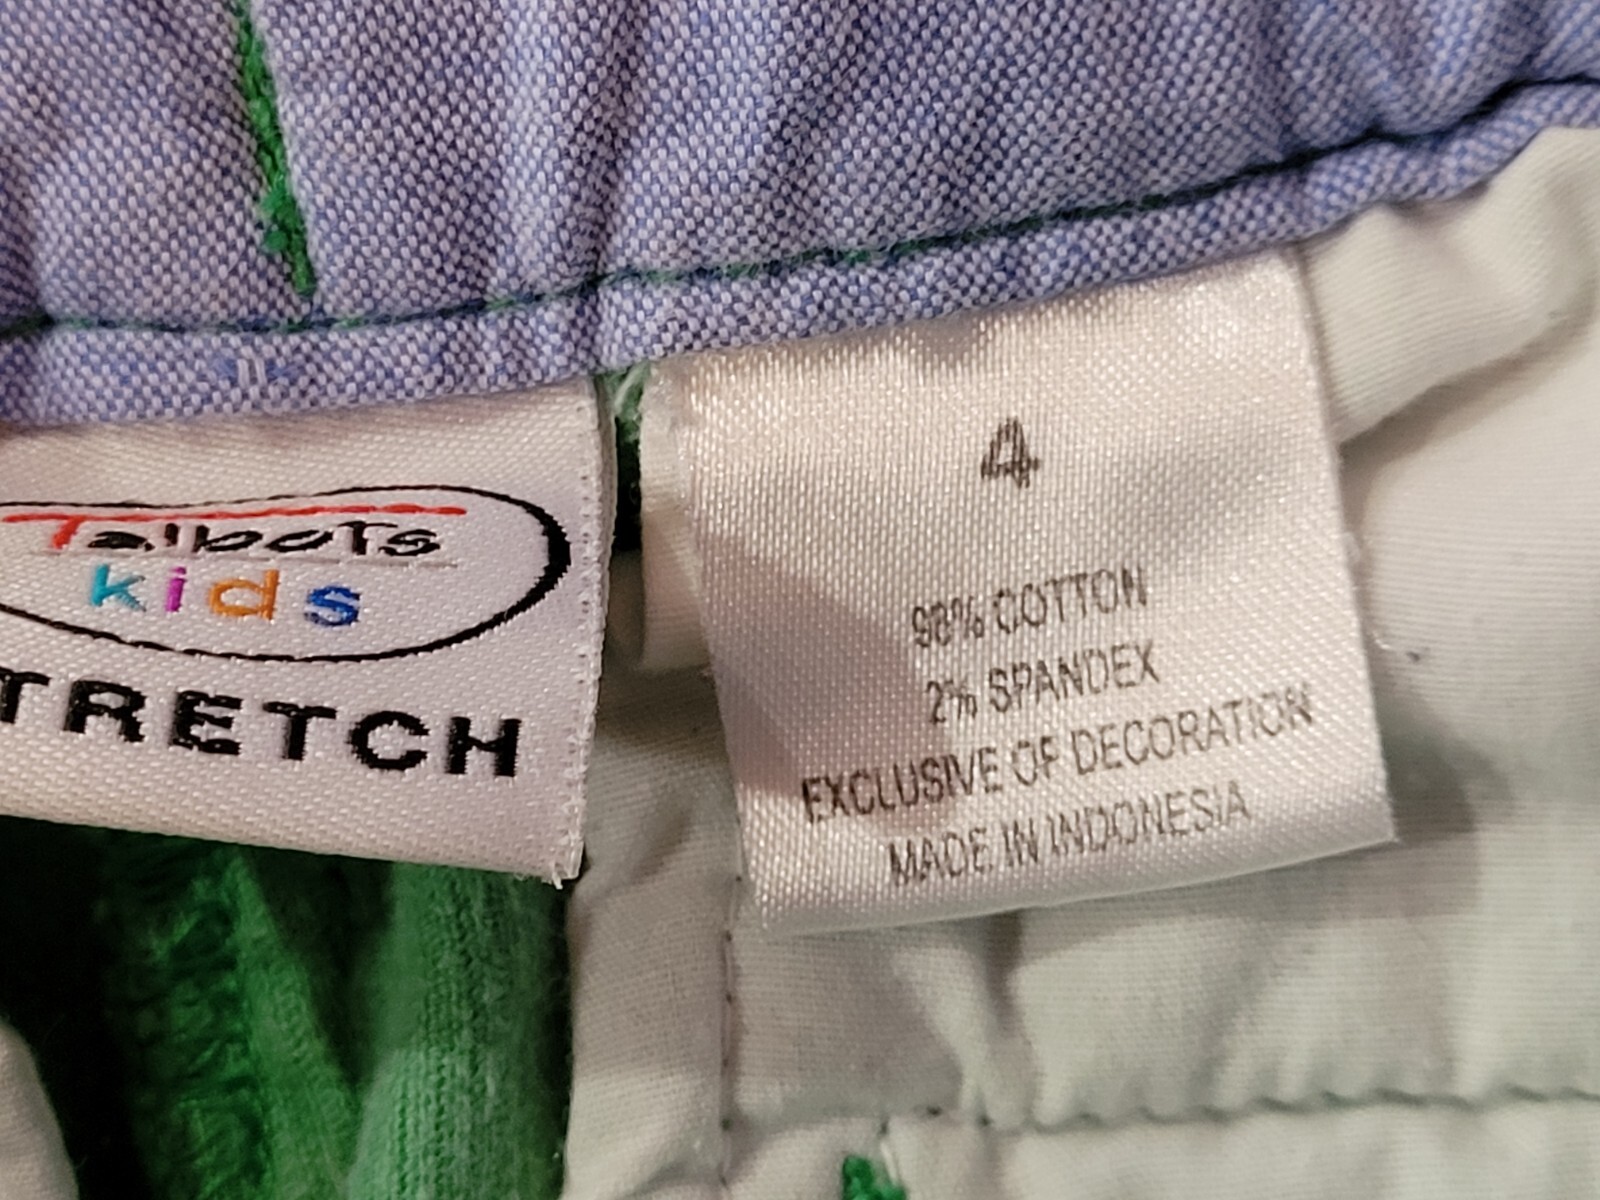 Talbots
kids
TRETCH
4
98% COTTON
2% SPANDEX
EXCLUSIVE OF DECORATION
MADE IN INDONESIA